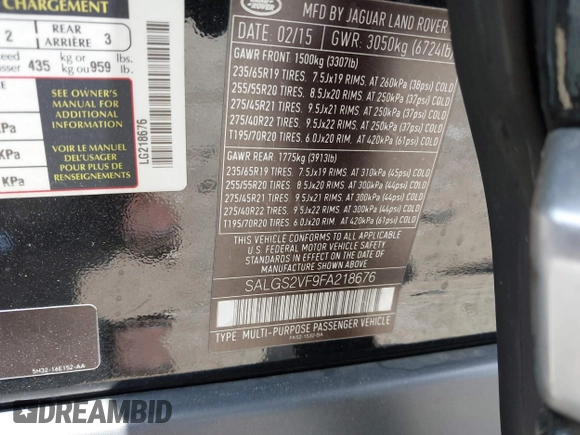 CHARGEMENT
2 REAR ARRIÈRE 3
435 kg or kg ou 959 lbs. lb.
SEE OWNER'S
MANUAL FOR
ADDITIONAL
INFORMATION
VOIR LE MANUEL
DE L'USAGER
POUR PLUS DE
RENSEIGNEMENTS
KPa
KPa
LG218676
5H32-16E152-AA
LAND ROVER
MFD BY JAGUAR LAND ROVER
DATE: 02/15 GWR: 3050kg (6724lb)
GAWR FRONT: 1500kg (3307lb)
235/65R19 TIRES. 7.5Jx19 RIMS. AT 260kPa (38psi) COLD
255/55R20 TIRES. 8.5Jx20 RIMS. AT 250kPa (37psi) COLD
275/45R21 TIRES. 9.5Jx21 RIMS. AT 250kPa (37psi) COLD
275/40R22 TIRES. 9.5Jx22 RIMS. AT 250kPa (37psi) COLD
T195/70R20 TIRES. 6.0Jx20 RIM. AT 420kPa (61psi) COLD
GAWR REAR: 1775kg (3913lb)
235/65R19 TIRES. 7.5Jx19 RIMS. AT 310kPa (45psi) COLD
255/55R20 TIRES. 8.5Jx20 RIMS. AT 300kPa (44psi) COLD
275/45R21 TIRES. 9.5Jx21 RIMS. AT 300kPa (44psi) COLD
275/40R22 TIRES. 9.5Jx22 RIMS. AT 300kPa (44psi) COLD
T195/70R20 TIRES. 6.0Jx20 RIM. AT 420kPa (61psi) COLD
THIS VEHICLE CONFORMS TO ALL APPLICABLE
U.S. FEDERAL MOTOR VEHICLE SAFETY
STANDARDS IN EFFECT ON THE DATE OF
MANUFACTURE SHOWN ABOVE
SALGS2VF9FA218676
TYPE: MULTI-PURPOSE PASSENGER VEHICLE
DREAMBID